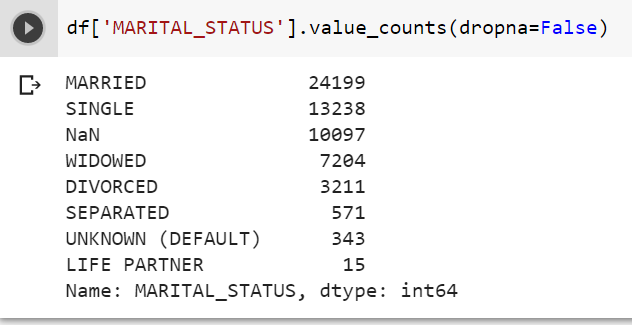 df['MARITAL_STATUS'].value_counts(dropna=False)
MARRIED 24199
SINGLE 13238
NaN 10097
WIDOWED 7204
DIVORCED 3211
SEPARATED 571
UNKNOWN (DEFAULT) 343
LIFE PARTNER 15
Name: MARITAL_STATUS, dtype: int64